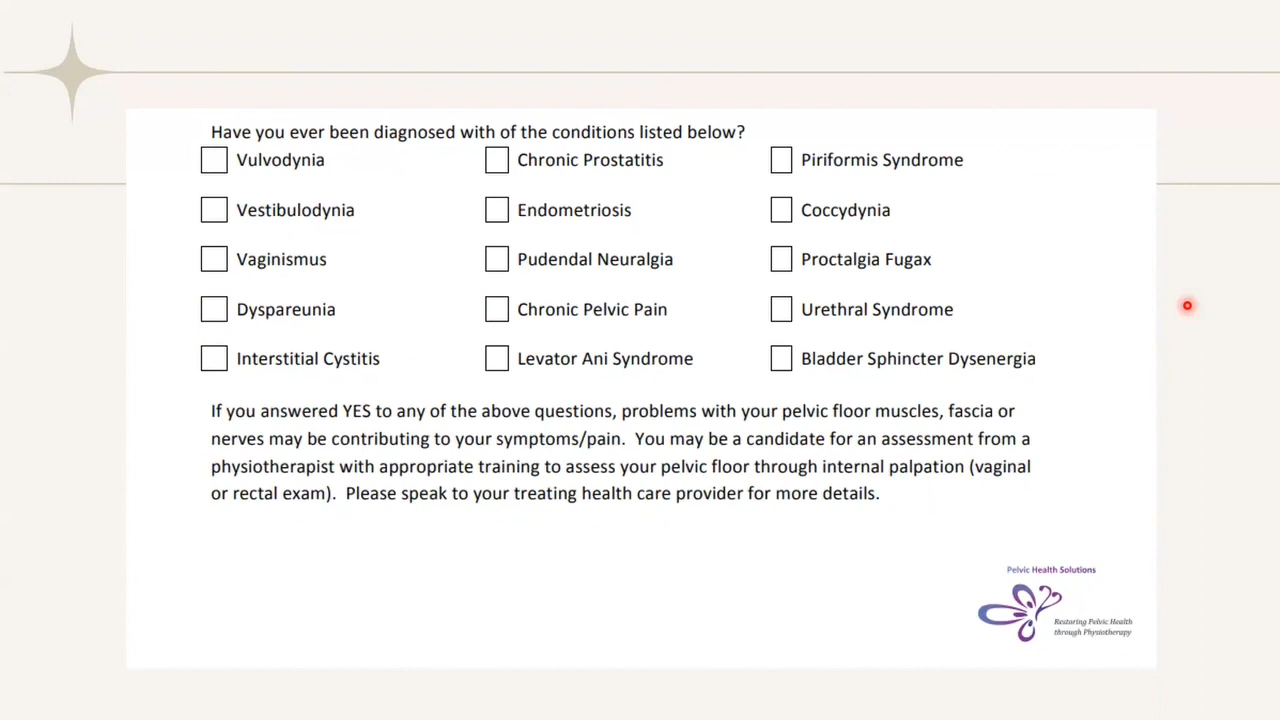 Have you ever been diagnosed with of the conditions listed below?
Vulvodynia Chronic Prostatitis Piriformis Syndrome
Vestibulodynia Endometriosis Coccydynia
Vaginismus Pudendal Neuralgia Proctalgia Fugax
Dyspareunia Chronic Pelvic Pain Urethral Syndrome
Interstitial Cystitis Levator Ani Syndrome Bladder Sphincter Dysenergia
If you answered YES to any of the above questions, problems with your pelvic floor muscles, fascia or
nerves may be contributing to your symptoms/pain. You may be a candidate for an assessment from a
physiotherapist with appropriate training to assess your pelvic floor through internal palpation (vaginal
or rectal exam). Please speak to your treating health care provider for more details.
Pelvic Health Solutions
Restoring Pelvic Health
through Physiotherapy